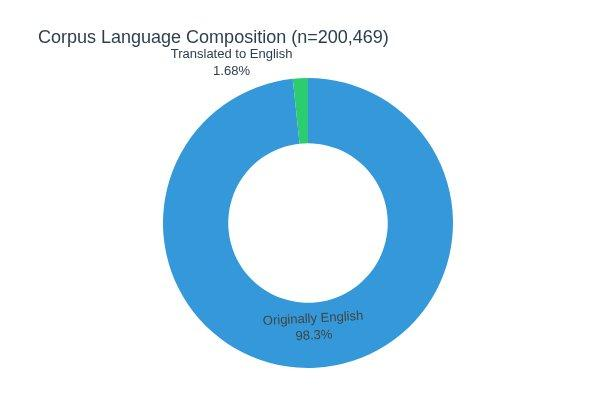 Corpus Language Composition (n=200,469)
Translated to English
1.68%
Originally English
98.3%